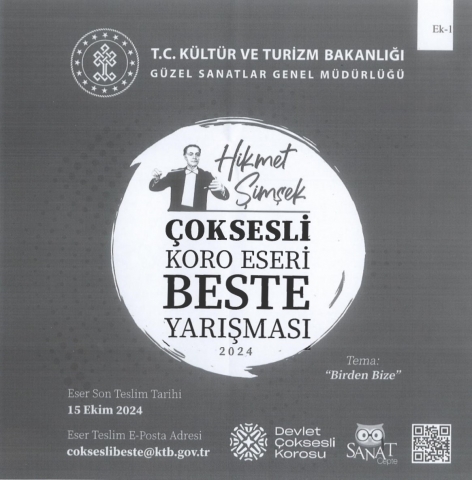 Ek-1
T.C. KÜLTÜR VE TURİZM BAKANLIĞI
GÜZEL SANATLAR GENEL MÜDÜRLÜĞÜ
Hikmet
Şimşek
ÇOKSESLİ
KORO ESERİ
BESTE
YARIŞMASI
2024
Tema:
“Birden Bize”
Eser Son Teslim Tarihi
15 Ekim 2024
Eser Teslim E-Posta Adresi
cokseslibeste@ktb.gov.tr
Devlet
Çoksesli
Korosu
SANAT
Cepte